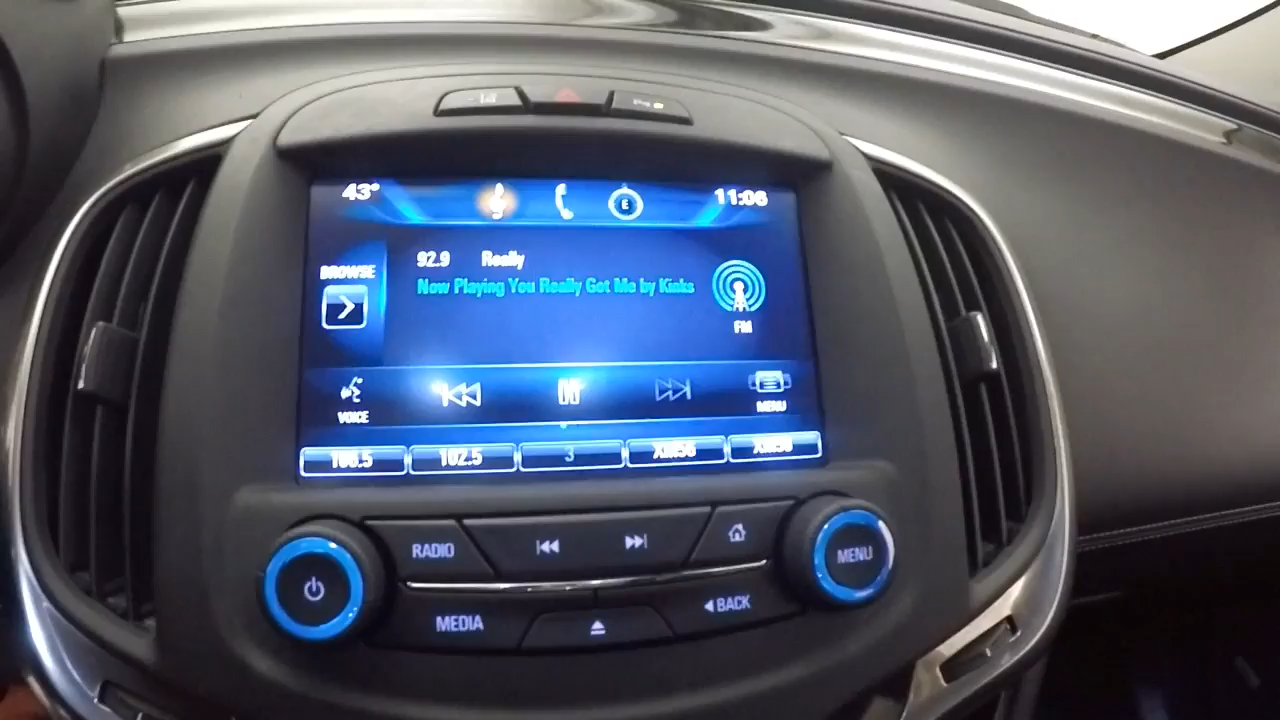 43° 11:06
E
92.9 Really
BROWSE
Now Playing You Really Got Me by Kinks
FM
VOICE
MENU
102.5 3
RADIO
MENU
MEDIA
◀BACK